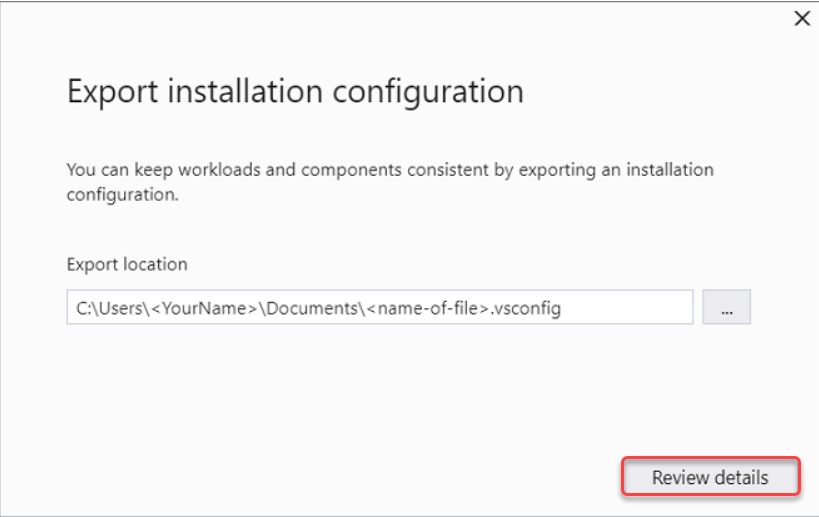 Export installation configuration
You can keep workloads and components consistent by exporting an installation
configuration.
Export location
C:\Users\<YourName>\Documents\<name-of-file>.vsconfig
...
Review details